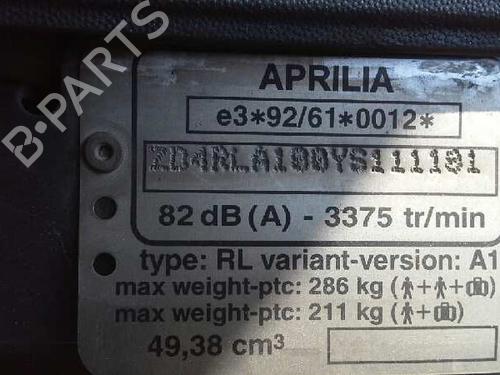 B-PARTS
APRILIA
e3*92/61*0012*
ZD4RLA100YS111101
82 dB (A) - 3375 tr/min
type: RL variant-version: A1
max weight-ptc: 286 kg ( + + )
max weight-ptc: 211 kg ( + )
49,38 cm³